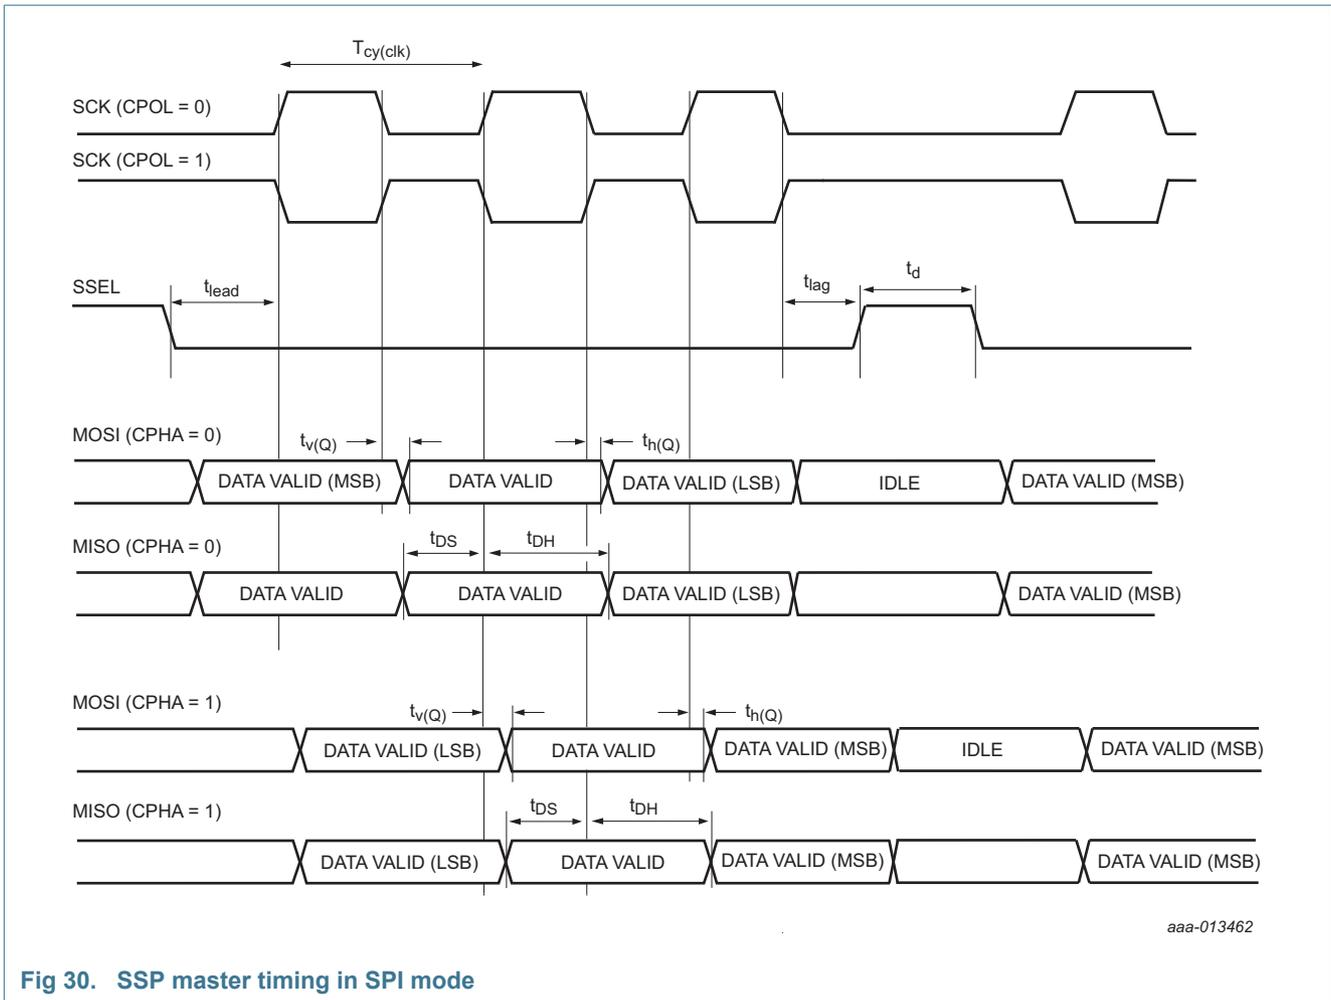 Tcy(clk)
SCK (CPOL = 0)
SCK (CPOL = 1)
SSEL
tlead
tlag
td
MOSI (CPHA = 0)
tv(Q)
th(Q)
DATA VALID (MSB)
DATA VALID
DATA VALID (LSB)
IDLE
DATA VALID (MSB)
MISO (CPHA = 0)
tDS
tDH
DATA VALID
DATA VALID
DATA VALID (LSB)
DATA VALID (MSB)
MOSI (CPHA = 1)
tv(Q)
th(Q)
DATA VALID (LSB)
DATA VALID
DATA VALID (MSB)
IDLE
DATA VALID (MSB)
MISO (CPHA = 1)
tDS
tDH
DATA VALID (LSB)
DATA VALID
DATA VALID (MSB)
DATA VALID (MSB)
aaa-013462
Fig 30. SSP master timing in SPI mode